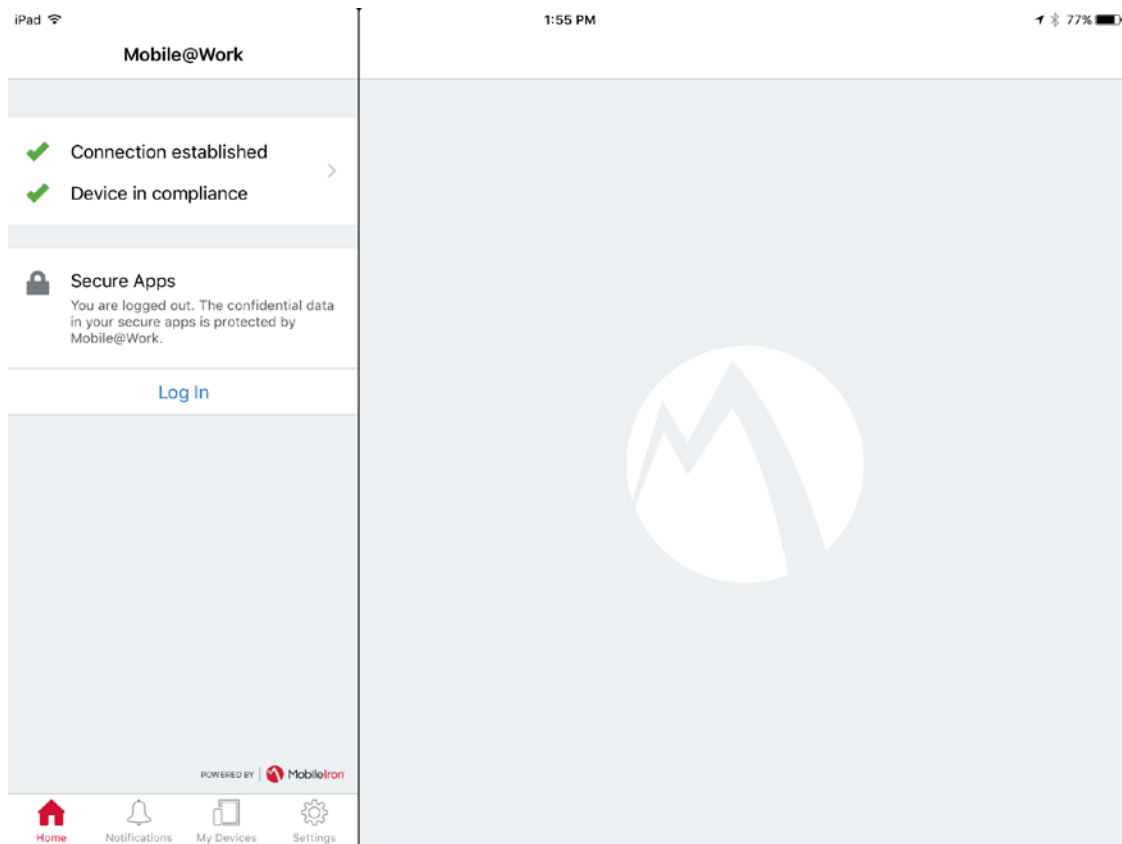 iPad 1:55 PM 77%
Mobile@Work
Connection established
Device in compliance
Secure Apps
You are logged out. The confidential data
in your secure apps is protected by
Mobile@Work.
Log In
POWERED BY MobileIron
Home Notifications My Devices Settings